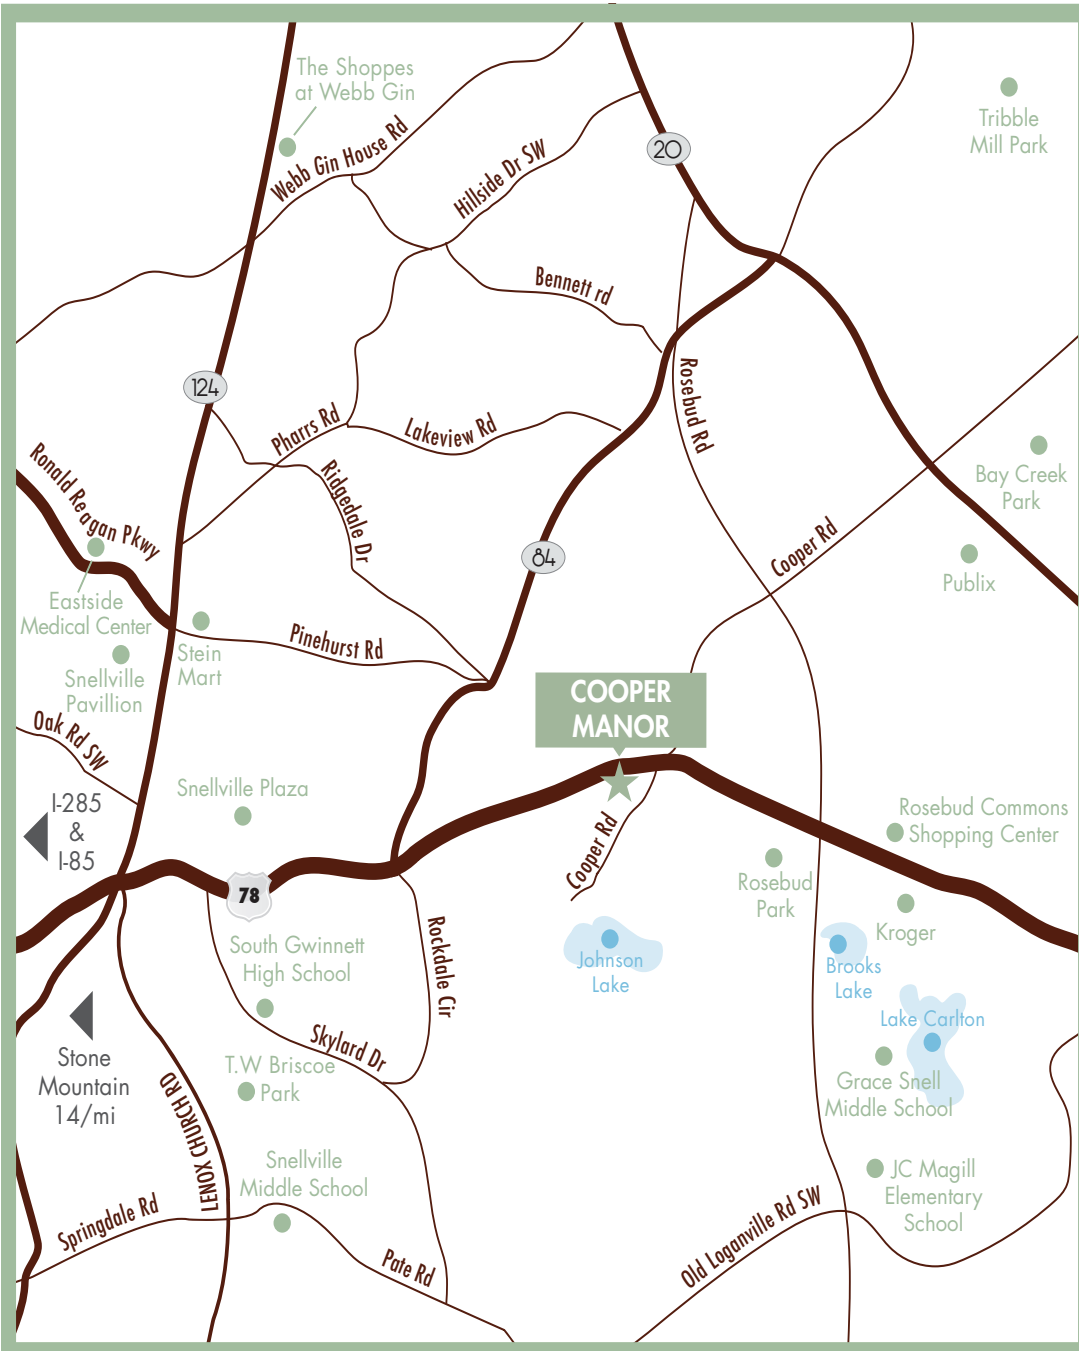 The Shoppes
at Webb Gin
Webb Gin House Rd
Hillside Dr SW
20
Tribble
Mill Park
Bennett rd
124
Rosebud Rd
Pharrs Rd
Lakeview Rd
Ronald Reagan Pkwy
Ridgedale Dr
Bay Creek
Park
84
Cooper Rd
Publix
Eastside
Medical Center
Pinehurst Rd
Stein
Mart
Snellville
Pavillion
Oak Rd SW
COOPER
MANOR
Snellville Plaza
I-285
&
I-85
Rosebud Commons
Shopping Center
Cooper Rd
78
Rosebud
Park
Kroger
South Gwinnett
High School
Rockdale Cir
Johnson
Lake
Brooks
Lake
Lake Carlton
Stone
Mountain
14/mi
Skylard Dr
T.W Briscoe
Park
Grace Snell
Middle School
LENOX CHURCH RD
Snellville
Middle School
JC Magill
Elementary
School
Springdale Rd
Pate Rd
Old Loganville Rd SW